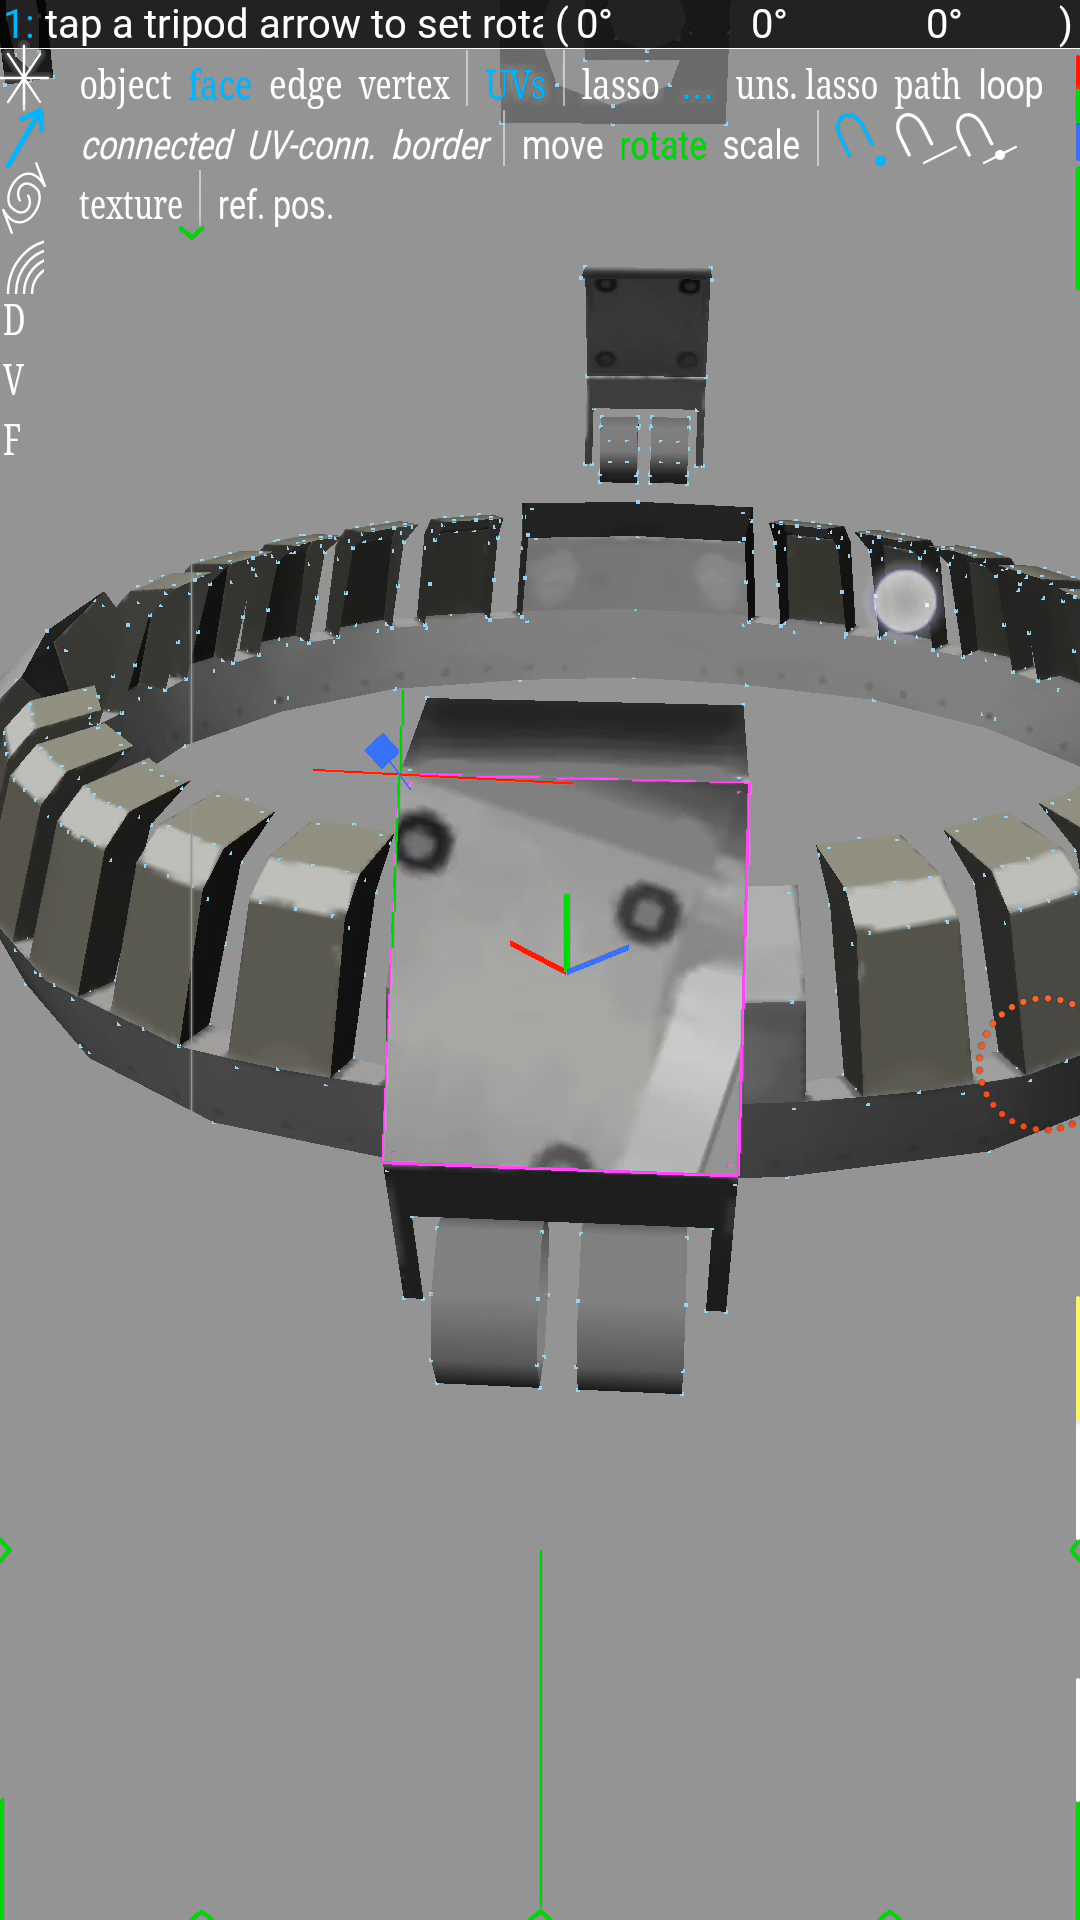 1: tap a tripod arrow to set rota ( 0° 0° 0° )
object face edge vertex UVs lasso ... uns. lasso path loop
connected UV-conn. border move rotate scale
texture ref. pos.
D
V
F